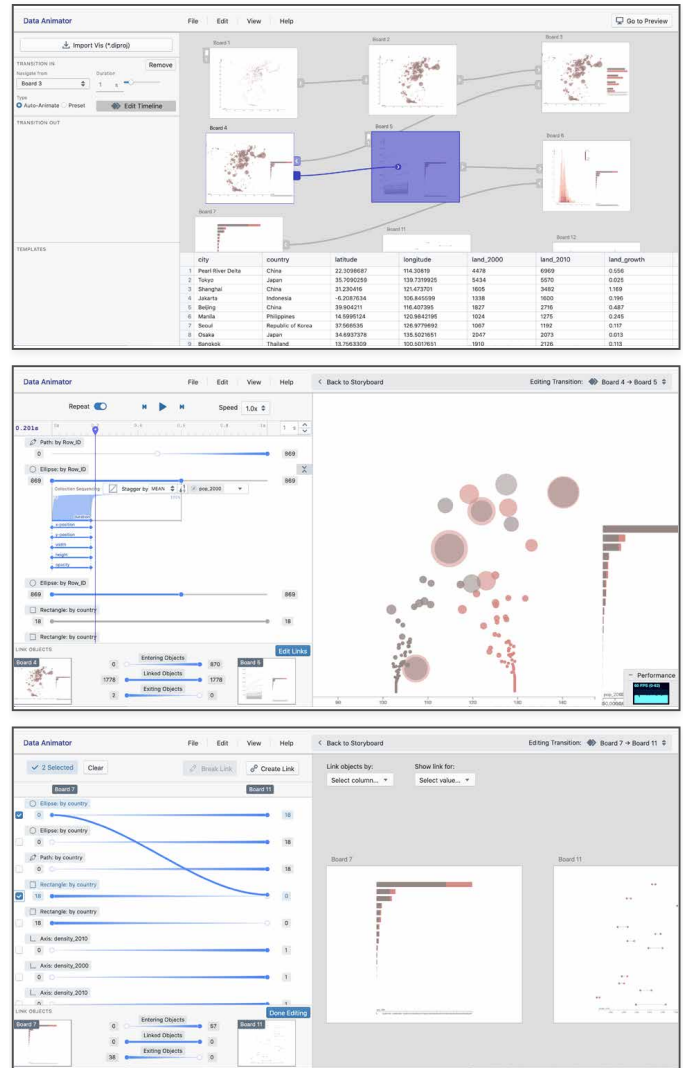 Data Animator File Edit View Help Go to Preview
Import Vis (*.diproj)
TRANSITION IN Remove
Navigate from Duration
Board 3 1 s
Type
Auto-Animate Preset Edit Timeline
TRANSITION OUT
TEMPLATES
Board 1 Board 2 Board 3
Board 4 Board 5 Board 6
Board 7 Board 11 Board 12
city country latitude longitude land_2000 land_2010 land_growth
1 Pearl River Delta China 22.3098687 114.30819 4478 6969 0.556
2 Tokyo Japan 35.7090259 139.7319925 5434 5570 0.025
3 Shanghai China 31.230416 121.473701 1605 3482 1.169
4 Jakarta Indonesia -6.2087634 106.845599 1338 1600 0.196
5 Beijing China 39.904211 116.407395 1827 2716 0.487
6 Manila Philippines 14.5995124 120.9842195 1024 1275 0.245
7 Seoul Republic of Korea 37.566535 126.9779693 1067 1192 0.117
8 Osaka Japan 34.6937378 135.5021651 2047 2073 0.013
9 Bangkok Thailand 13.7563309 100.5017651 1910 2126 0.113
Data Animator File Edit View Help < Back to Storyboard Editing Transition: Board 4 → Board 5
Repeat Speed 1.0x
0.201s 1 s
Path: by Row_ID
0 869
Ellipse: by Row_ID
869 869
Collection Sequencing Stagger by MEAN pop_2000
duration
x position
y position
width
height
opacity
Ellipse: by Row_ID
869 869
Rectangle: by country
18 18
Rectangle: by country
LINK OBJECTS Edit Links
Board 4 Entering Objects Board 5
0 870
Linked Objects
1778 1778
Exiting Objects
2 0
Performance
60 FPS
Data Animator File Edit View Help < Back to Storyboard Editing Transition: Board 7 → Board 11
2 Selected Clear Break Link Create Link
Link objects by: Show link for:
Select column... Select value...
Board 7 Board 11
Ellipse: by country
0 18
Ellipse: by country
0 18
Path: by country
0 18
Rectangle: by country
18 0
Rectangle: by country
18 0
Axis: density_2010
0 1
Axis: density_2000
0 1
Axis: density_2010
0 1
Board 7 Board 11
LINK OBJECTS Done Editing
Board 7 Entering Objects Board 11
0 57
Linked Objects
0 0
Exiting Objects
38 0